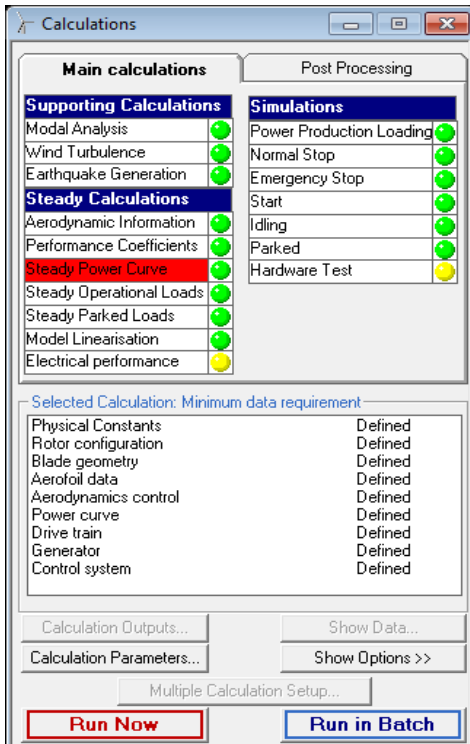 Calculations
Main calculations
Post Processing
Supporting Calculations
Modal Analysis
Wind Turbulence
Earthquake Generation
Steady Calculations
Aerodynamic Information
Performance Coefficients
Steady Power Curve
Steady Operational Loads
Steady Parked Loads
Model Linearisation
Electrical performance
Simulations
Power Production Loading
Normal Stop
Emergency Stop
Start
Idling
Parked
Hardware Test
Selected Calculation: Minimum data requirement
Physical Constants Defined
Rotor configuration Defined
Blade geometry Defined
Aerofoil data Defined
Aerodynamics control Defined
Power curve Defined
Drive train Defined
Generator Defined
Control system Defined
Calculation Outputs... Show Data...
Calculation Parameters... Show Options >>
Multiple Calculation Setup...
Run Now Run in Batch